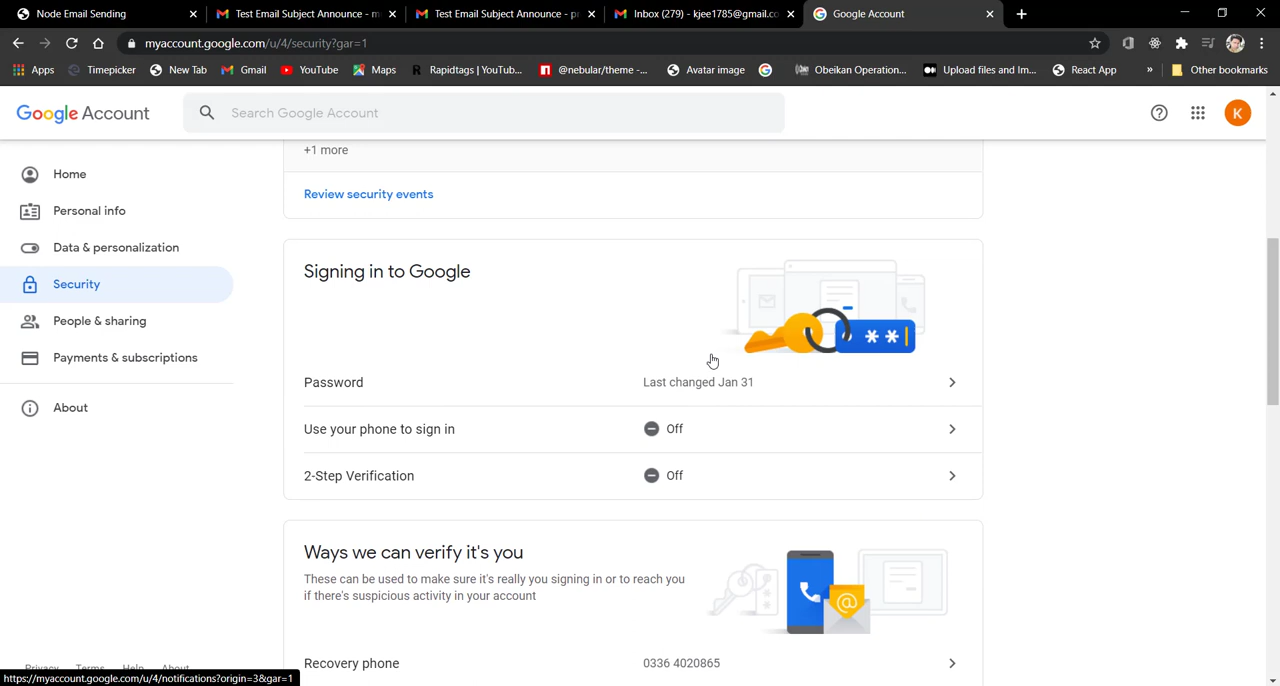 Node Email Sending
Test Email Subject Announce - m
Test Email Subject Announce - pr
Inbox (279) - kjee1785@gmail.co
Google Account
myaccount.google.com/u/4/security?gar=1
Apps
Timepicker
New Tab
Gmail
YouTube
Maps
Rapidtags | YouTub...
@nebular/theme -...
Avatar image
Obeikan Operation...
Upload files and Im...
React App
»
Other bookmarks
Google Account
Search Google Account
K
+1 more
Review security events
Home
Personal info
Data & personalization
Security
People & sharing
Payments & subscriptions
About
Signing in to Google
**
Password
Last changed Jan 31
Use your phone to sign in
Off
2-Step Verification
Off
Ways we can verify it's you
These can be used to make sure it's really you signing in or to reach you
if there's suspicious activity in your account
Recovery phone
0336 4020865
Privacy
Terms
Help
About
https://myaccount.google.com/u/4/notifications?origin=3&gar=1